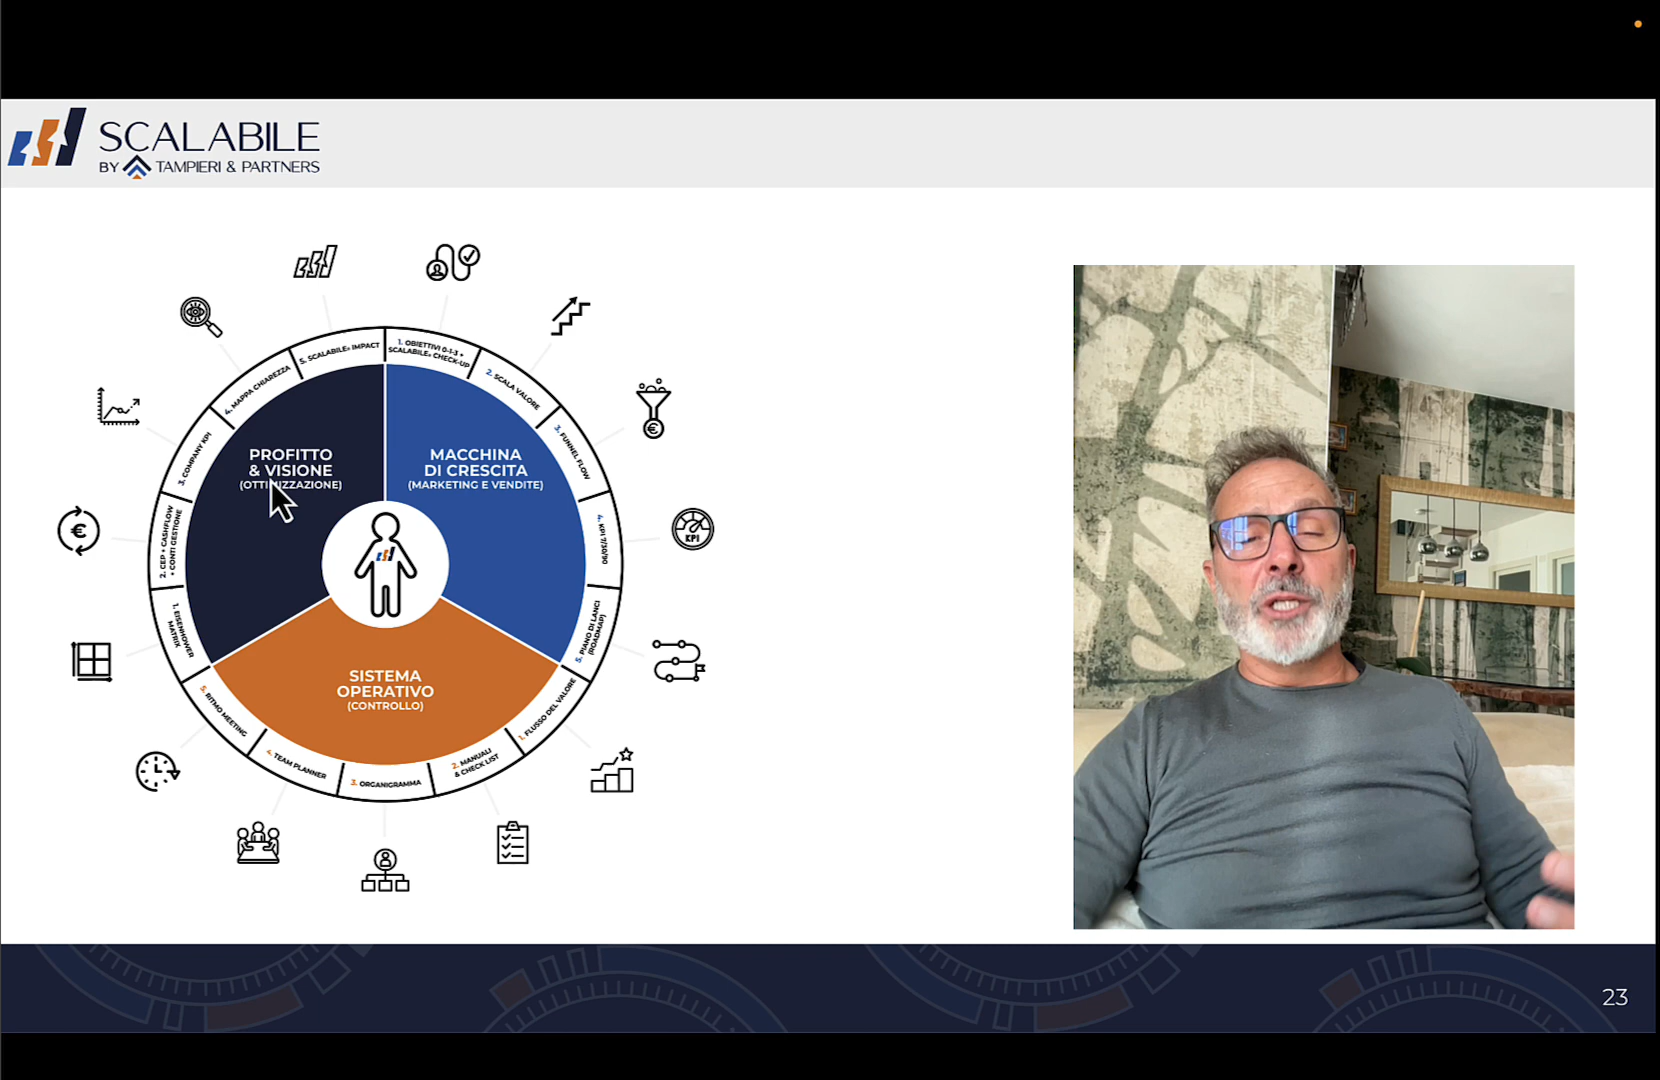 SCALABILE
BY TAMPIERI & PARTNERS
PROFITTO
& VISIONE
(OTTIMIZZAZIONE)
MACCHINA
DI CRESCITA
(MARKETING E VENDITE)
SISTEMA
OPERATIVO
(CONTROLLO)
1. OBIETTIVI 0-1-3 +
SCALABILE® CHECK-UP
2. SCALA VALORE
3. FUNNEL FLOW
4. KPI 7/30/90
5. PIANO DI LANCI
(ROADMAP)
1. FLUSSO DEL VALORE
2. MANUALI
& CHECK LIST
3. ORGANIGRAMMA
4. TEAM PLANNER
5. RITMO MEETING
1. EISENHOWER
MATRIX
2. CEP + CASHFLOW
+ CONTI GESTIONE
3. COMPANY KPI
4. MAPPA CHIAREZZA
5. SCALABILE® IMPACT
€
KPI
€
23